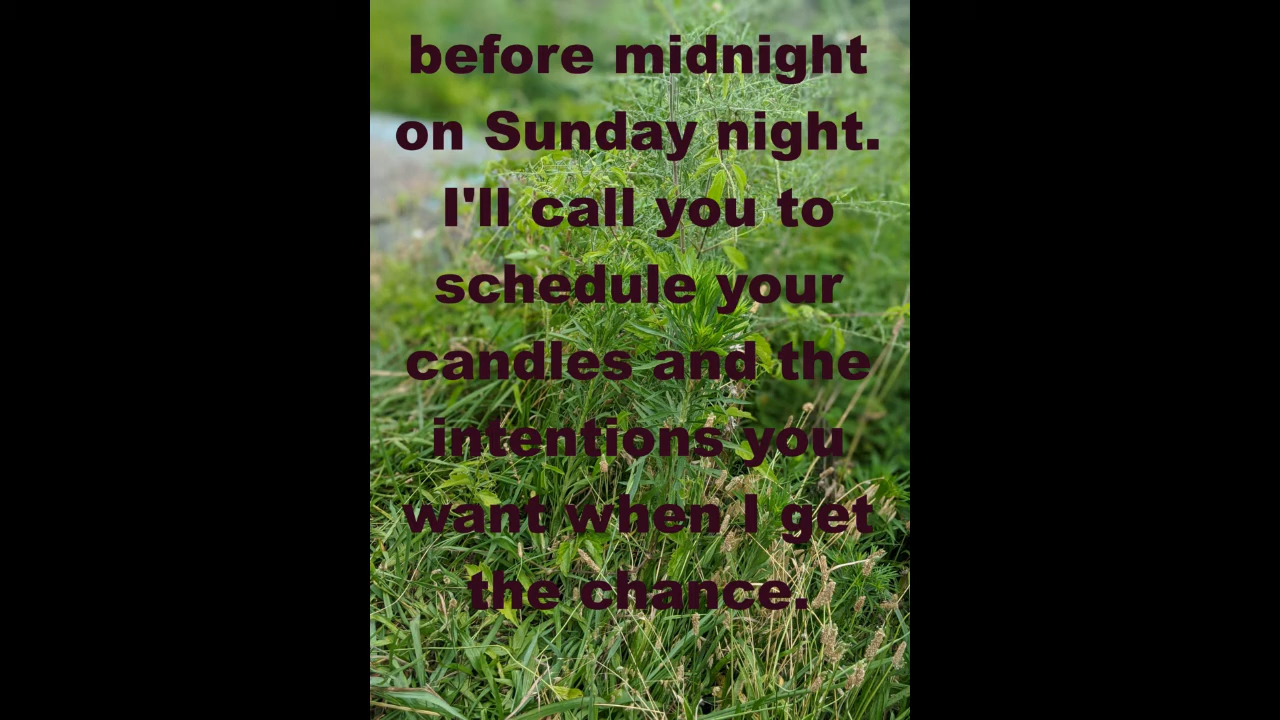 before midnight
on Sunday night.
I'll call you to
schedule your
candles and the
intentions you
want when I get
the chance.